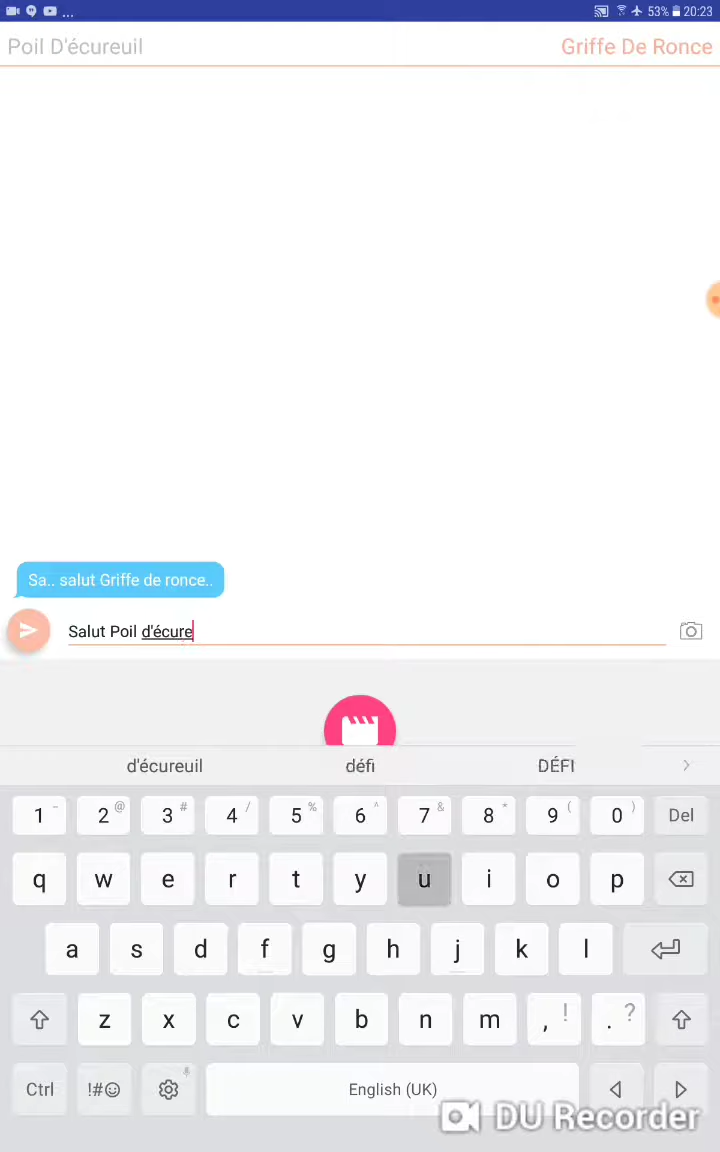 ... 53% 20:23
Poil D'écureuil Griffe De Ronce
Sa.. salut Griffe de ronce..
Salut Poil d'écure
d'écureuil défi DÉFI >
1 - 2 @ 3 # 4 / 5 % 6 ^ 7 & 8 * 9 ( 0 ) Del
q w e r t y u i o p
a s d f g h j k l
z x c v b n m , ! . ?
Ctrl !#☺ English (UK)
DU Recorder